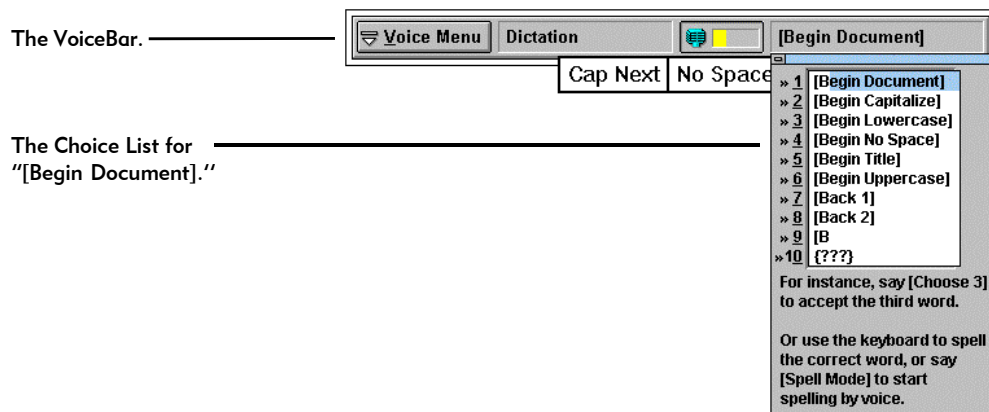 The VoiceBar.
Voice Menu Dictation [Begin Document]
Cap Next No Space
The Choice List for
"[Begin Document]."
» 1 [Begin Document]
» 2 [Begin Capitalize]
» 3 [Begin Lowercase]
» 4 [Begin No Space]
» 5 [Begin Title]
» 6 [Begin Uppercase]
» 7 [Back 1]
» 8 [Back 2]
» 9 [B
»10 {???}
For instance, say [Choose 3]
to accept the third word.
Or use the keyboard to spell
the correct word, or say
[Spell Mode] to start
spelling by voice.